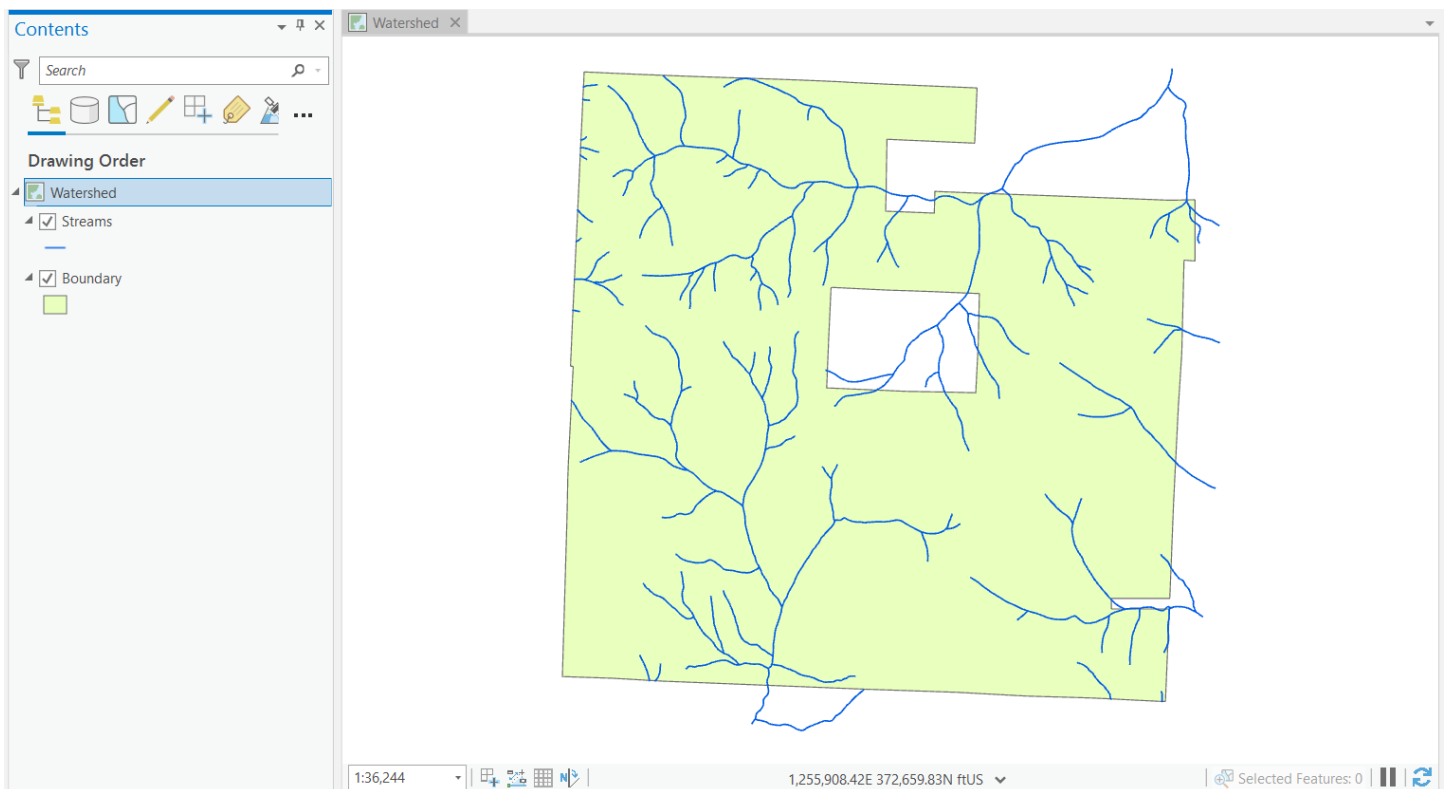 Contents
Search
Drawing Order
Watershed
Streams
Boundary
Watershed
1:36,244
N
1,255,908.42E 372,659.83N ftUS
Selected Features: 0